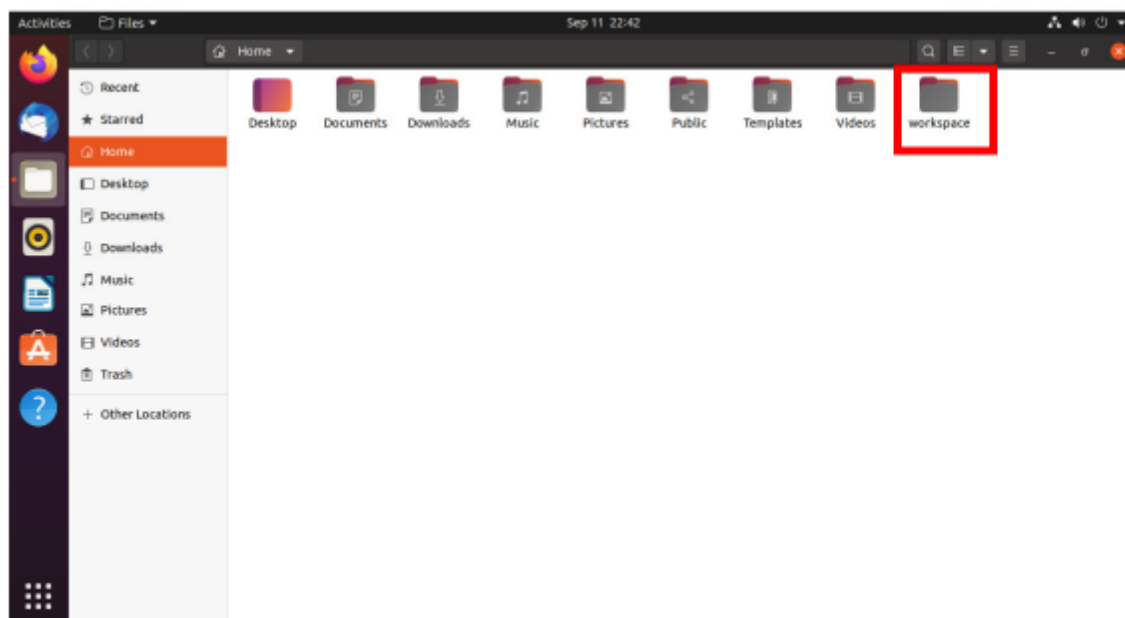 Activities Files Sep 11 22:42
Home
Recent
Starred
Home
Desktop
Documents
Downloads
Music
Pictures
Videos
Trash
+ Other Locations
Desktop Documents Downloads Music Pictures Public Templates Videos workspace